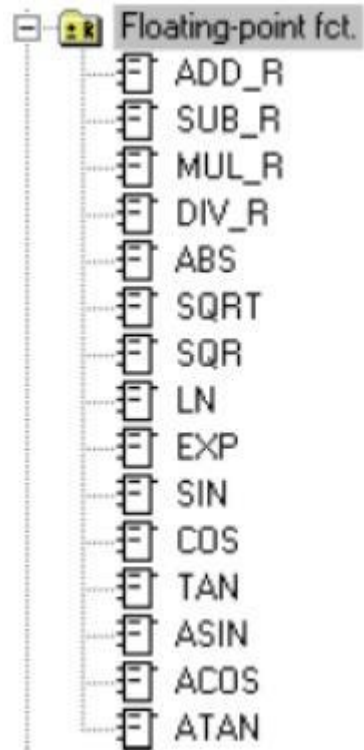 Floating-point fct.
ADD_R
SUB_R
MUL_R
DIV_R
ABS
SQRT
SQR
LN
EXP
SIN
COS
TAN
ASIN
ACOS
ATAN